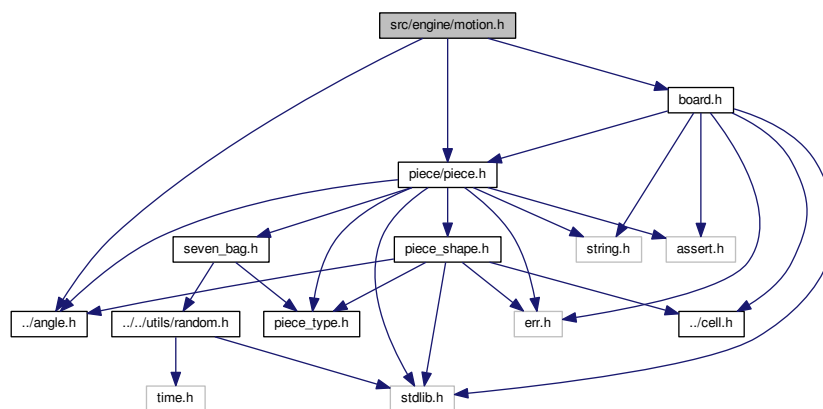 src/engine/motion.h
board.h
piece/piece.h
seven_bag.h
piece_shape.h
string.h
assert.h
../angle.h
../../utils/random.h
piece_type.h
err.h
../cell.h
time.h
stdlib.h